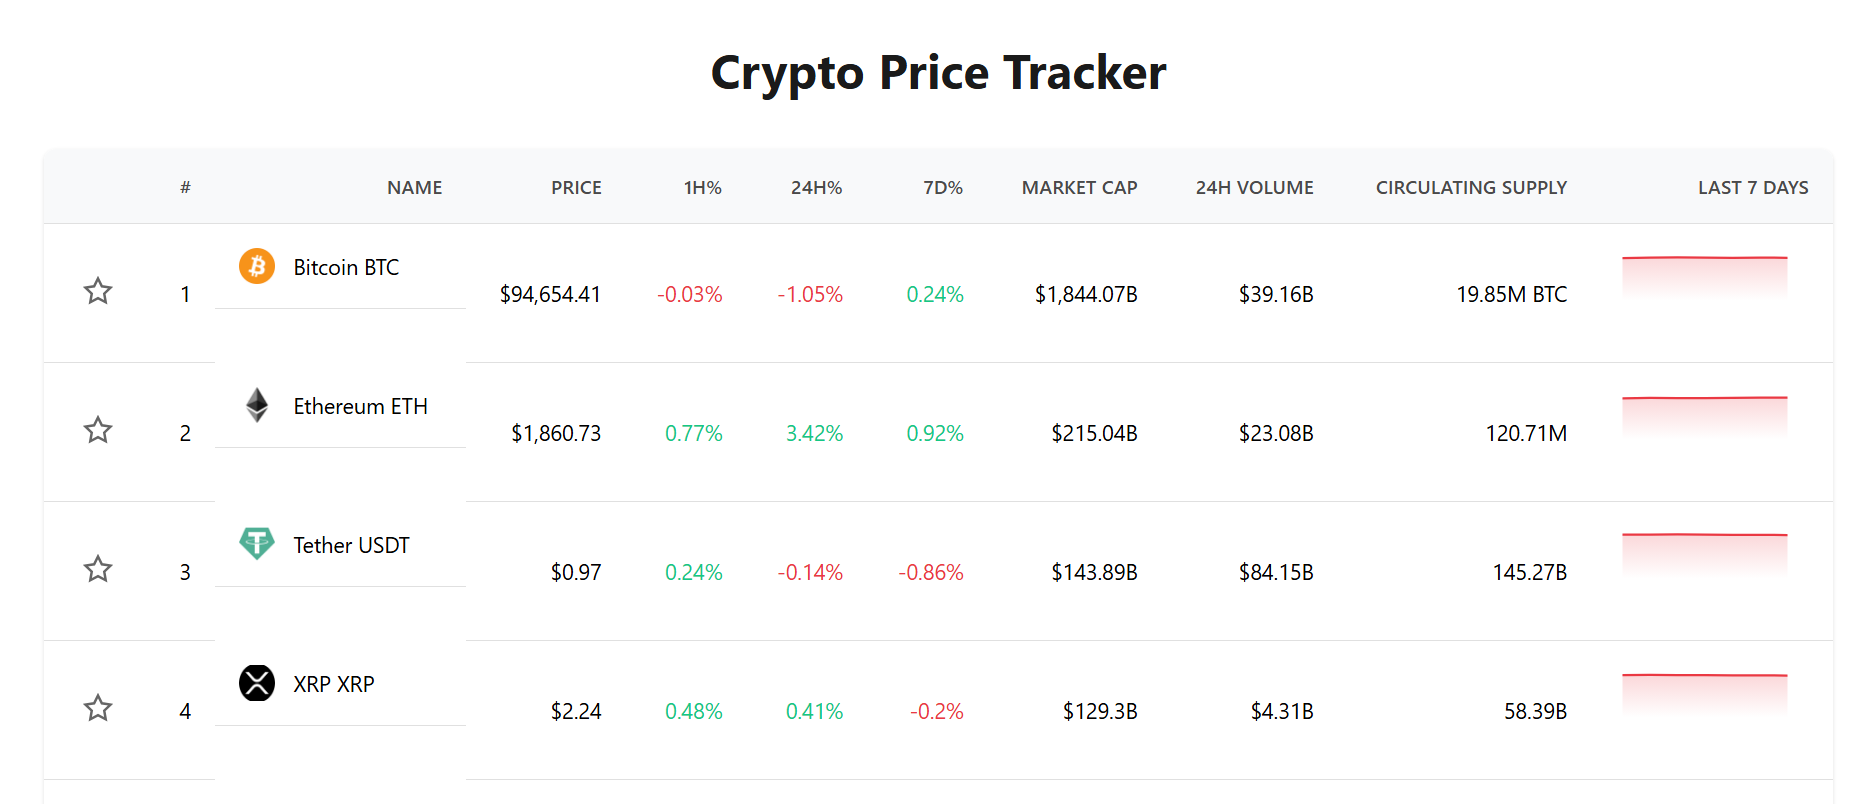 Crypto Price Tracker
# NAME PRICE 1H% 24H% 7D% MARKET CAP 24H VOLUME CIRCULATING SUPPLY LAST 7 DAYS
1 Bitcoin BTC $94,654.41 -0.03% -1.05% 0.24% $1,844.07B $39.16B 19.85M BTC
2 Ethereum ETH $1,860.73 0.77% 3.42% 0.92% $215.04B $23.08B 120.71M
3 Tether USDT $0.97 0.24% -0.14% -0.86% $143.89B $84.15B 145.27B
4 XRP XRP $2.24 0.48% 0.41% -0.2% $129.3B $4.31B 58.39B